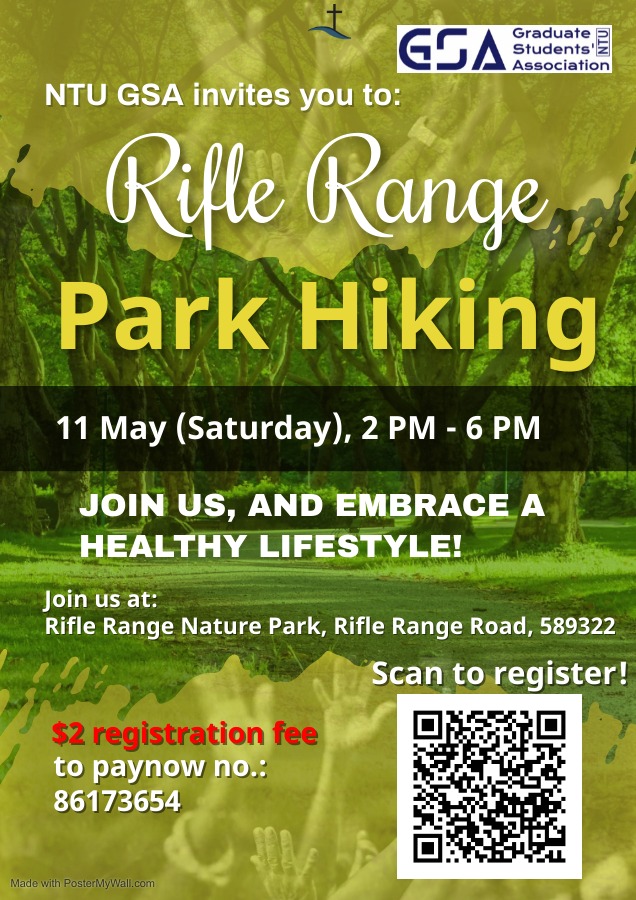 GSA Graduate
Students'
Association
NTU
NTU GSA invites you to:
Rifle Range
Park Hiking
11 May (Saturday), 2 PM - 6 PM
JOIN US, AND EMBRACE A
HEALTHY LIFESTYLE!
Join us at:
Rifle Range Nature Park, Rifle Range Road, 589322
Scan to register!
$2 registration fee
to paynow no.:
86173654
Made with PosterMyWall.com